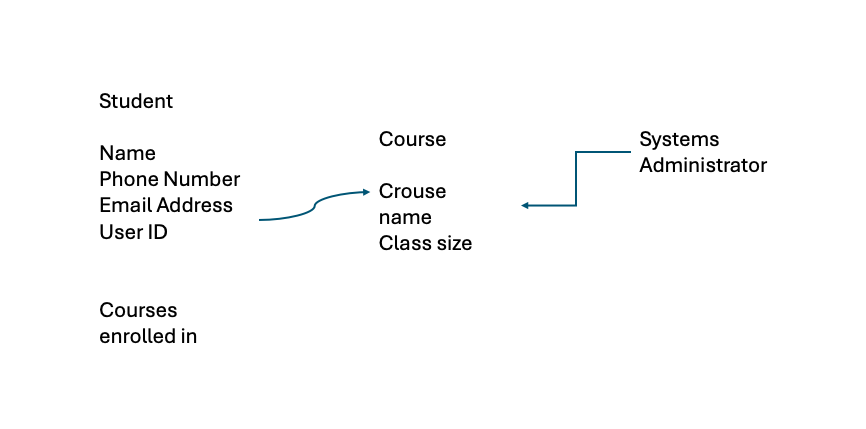 Student
Name
Phone Number
Email Address
User ID
Courses
enrolled in
Course
Crouse
name
Class size
Systems
Administrator